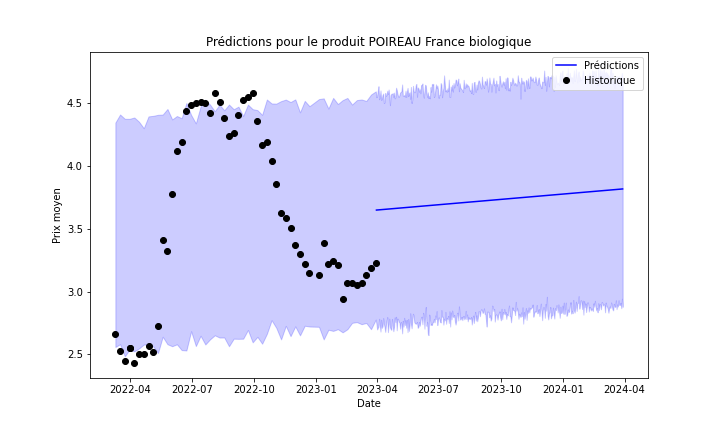 Prédictions pour le produit POIREAU France biologique
Prédictions
Historique
Prix moyen
4.5
4.0
3.5
3.0
2.5
2022-04 2022-07 2022-10 2023-01 2023-04 2023-07 2023-10 2024-01 2024-04
Date